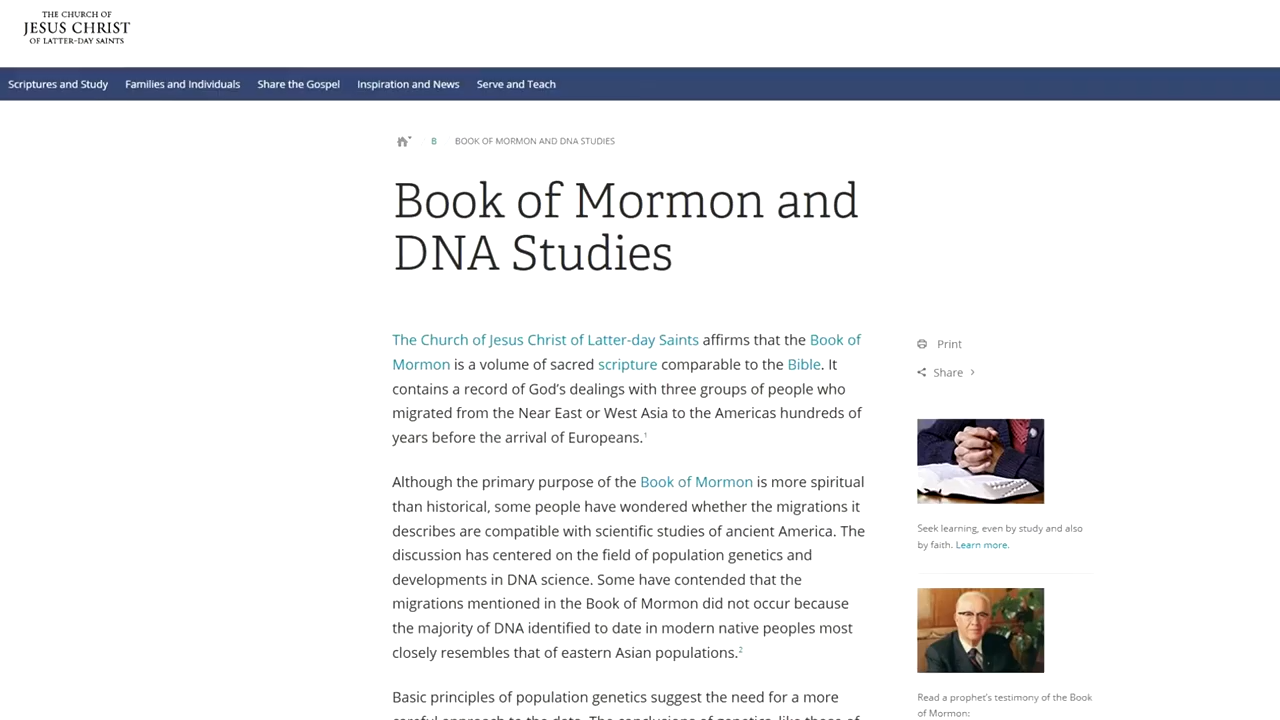 THE CHURCH OF
JESUS CHRIST
OF LATTER-DAY SAINTS
Scriptures and Study Families and Individuals Share the Gospel Inspiration and News Serve and Teach
B BOOK OF MORMON AND DNA STUDIES
Book of Mormon and
DNA Studies
The Church of Jesus Christ of Latter-day Saints affirms that the Book of
Mormon is a volume of sacred scripture comparable to the Bible. It
contains a record of God’s dealings with three groups of people who
migrated from the Near East or West Asia to the Americas hundreds of
years before the arrival of Europeans.1
Although the primary purpose of the Book of Mormon is more spiritual
than historical, some people have wondered whether the migrations it
describes are compatible with scientific studies of ancient America. The
discussion has centered on the field of population genetics and
developments in DNA science. Some have contended that the
migrations mentioned in the Book of Mormon did not occur because
the majority of DNA identified to date in modern native peoples most
closely resembles that of eastern Asian populations.2
Basic principles of population genetics suggest the need for a more
careful approach to the data. The conclusions of genetics, like those of
Print
Share
Seek learning, even by study and also
by faith. Learn more.
Read a prophet’s testimony of the Book
of Mormon: